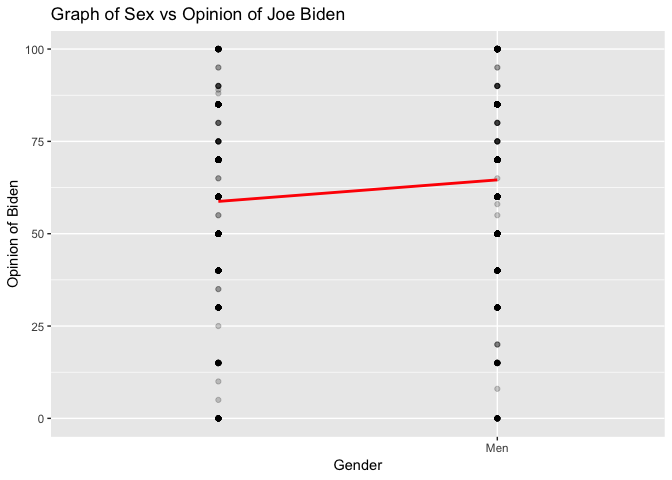 Graph of Sex vs Opinion of Joe Biden
100
75
50
25
0
Opinion of Biden
Men
Gender